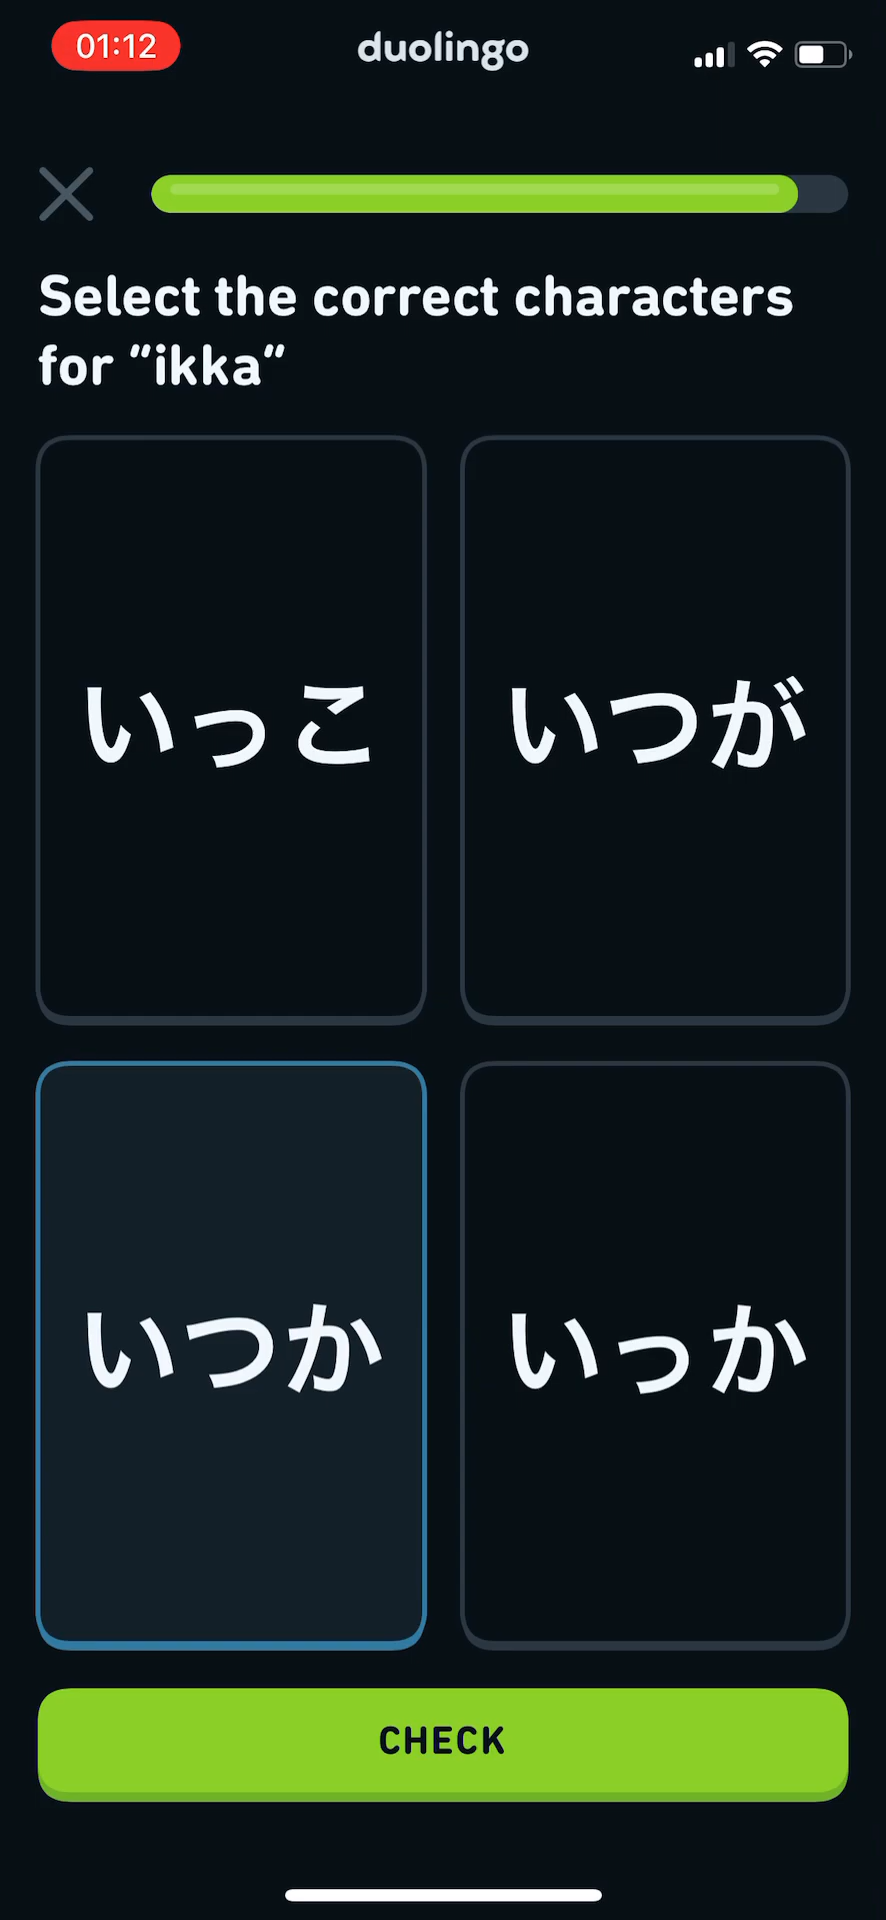 01:12
duolingo
Select the correct characters
for "ikka"
いっこ
いつが
いつか
いっか
CHECK